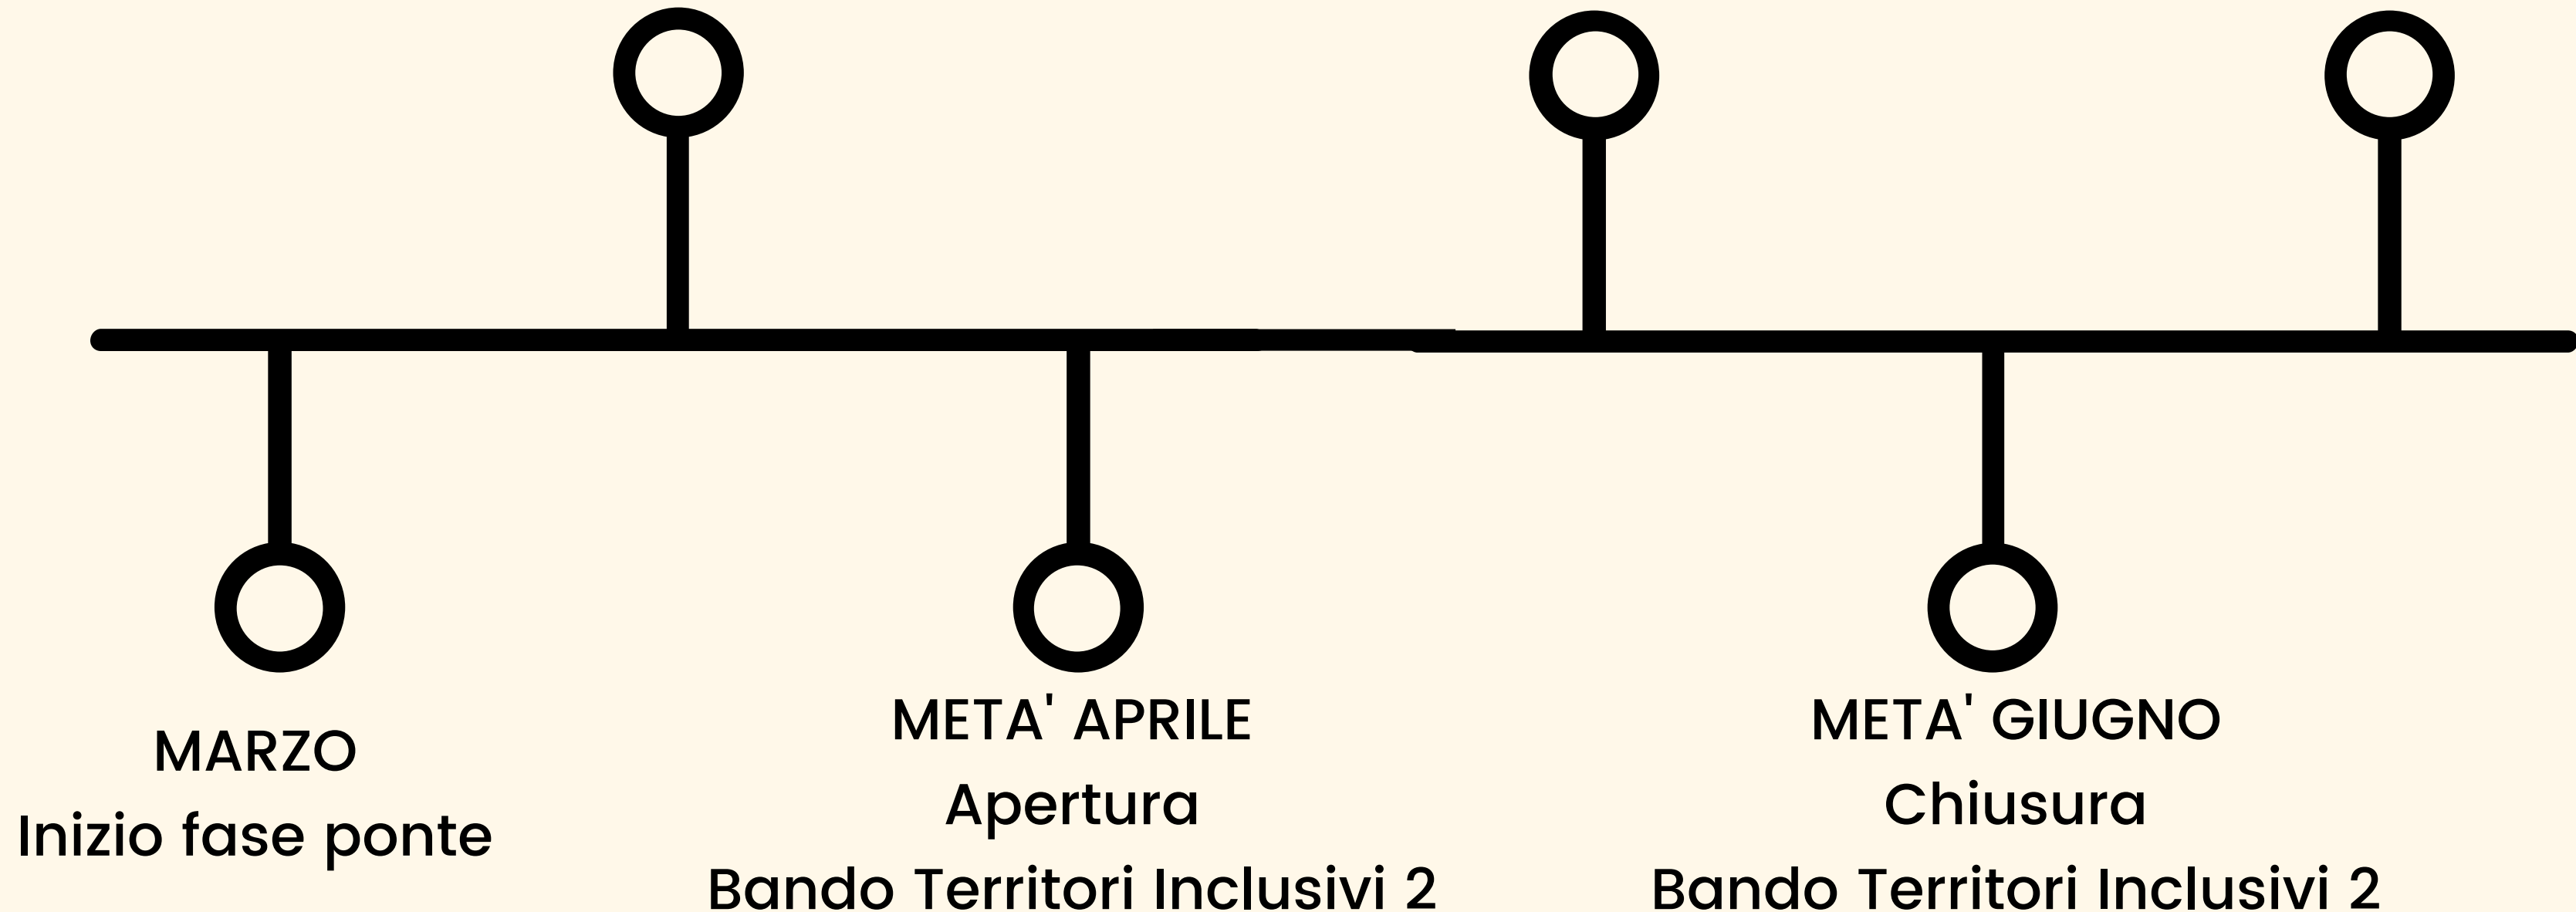 MARZO
Inizio fase ponte
META' APRILE
Apertura
Bando Territori Inclusivi 2
META' GIUGNO
Chiusura
Bando Territori Inclusivi 2